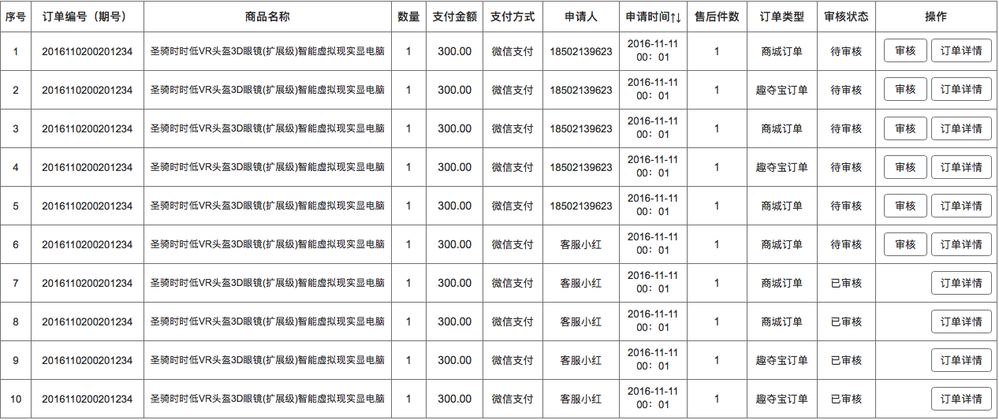 序号 订单编号（期号） 商品名称 数量 支付金额 支付方式 申请人 申请时间↑↓ 售后件数 订单类型 审核状态 操作
1 2016110200201234 圣骑时时低VR头盔3D眼镜(扩展级)智能虚拟现实显电脑 1 300.00 微信支付 18502139623 2016-11-11 00：01 1 商城订单 待审核 审核 订单详情
2 2016110200201234 圣骑时时低VR头盔3D眼镜(扩展级)智能虚拟现实显电脑 1 300.00 微信支付 18502139623 2016-11-11 00：01 1 趣夺宝订单 待审核 审核 订单详情
3 2016110200201234 圣骑时时低VR头盔3D眼镜(扩展级)智能虚拟现实显电脑 1 300.00 微信支付 18502139623 2016-11-11 00：01 1 商城订单 待审核 审核 订单详情
4 2016110200201234 圣骑时时低VR头盔3D眼镜(扩展级)智能虚拟现实显电脑 1 300.00 微信支付 18502139623 2016-11-11 00：01 1 趣夺宝订单 待审核 审核 订单详情
5 2016110200201234 圣骑时时低VR头盔3D眼镜(扩展级)智能虚拟现实显电脑 1 300.00 微信支付 18502139623 2016-11-11 00：01 1 商城订单 待审核 审核 订单详情
6 2016110200201234 圣骑时时低VR头盔3D眼镜(扩展级)智能虚拟现实显电脑 1 300.00 微信支付 客服小红 2016-11-11 00：01 1 商城订单 待审核 审核 订单详情
7 2016110200201234 圣骑时时低VR头盔3D眼镜(扩展级)智能虚拟现实显电脑 1 300.00 微信支付 客服小红 2016-11-11 00：01 1 商城订单 已审核 订单详情
8 2016110200201234 圣骑时时低VR头盔3D眼镜(扩展级)智能虚拟现实显电脑 1 300.00 微信支付 客服小红 2016-11-11 00：01 1 商城订单 已审核 订单详情
9 2016110200201234 圣骑时时低VR头盔3D眼镜(扩展级)智能虚拟现实显电脑 1 300.00 微信支付 客服小红 2016-11-11 00：01 1 趣夺宝订单 已审核 订单详情
10 2016110200201234 圣骑时时低VR头盔3D眼镜(扩展级)智能虚拟现实显电脑 1 300.00 微信支付 客服小红 2016-11-11 00：01 1 趣夺宝订单 已审核 订单详情